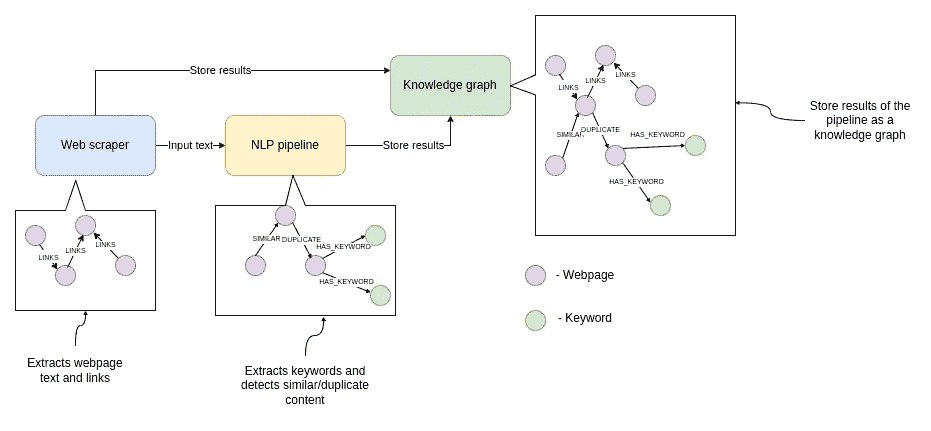 Store results
Knowledge graph
Web scraper
Input text
NLP pipeline
Store results
LINKS
LINKS
LINKS
SIMILAR
DUPLICATE
HAS_KEYWORD
HAS_KEYWORD
Store results of the
pipeline as a
knowledge graph
LINKS
LINKS
LINKS
SIMILAR
DUPLICATE
HAS_KEYWORD
HAS_KEYWORD
- Webpage
- Keyword
Extracts webpage
text and links
Extracts keywords and
detects similar/duplicate
content